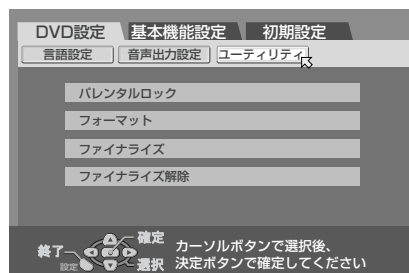 DVD設定 基本機能設定 初期設定
言語設定 音声出力設定 ユーティリティ
パレンタルロック
フォーマット
ファイナライズ
ファイナライズ解除
終了 確定
設定 選択
カーソルボタンで選択後、
決定ボタンで確定してください